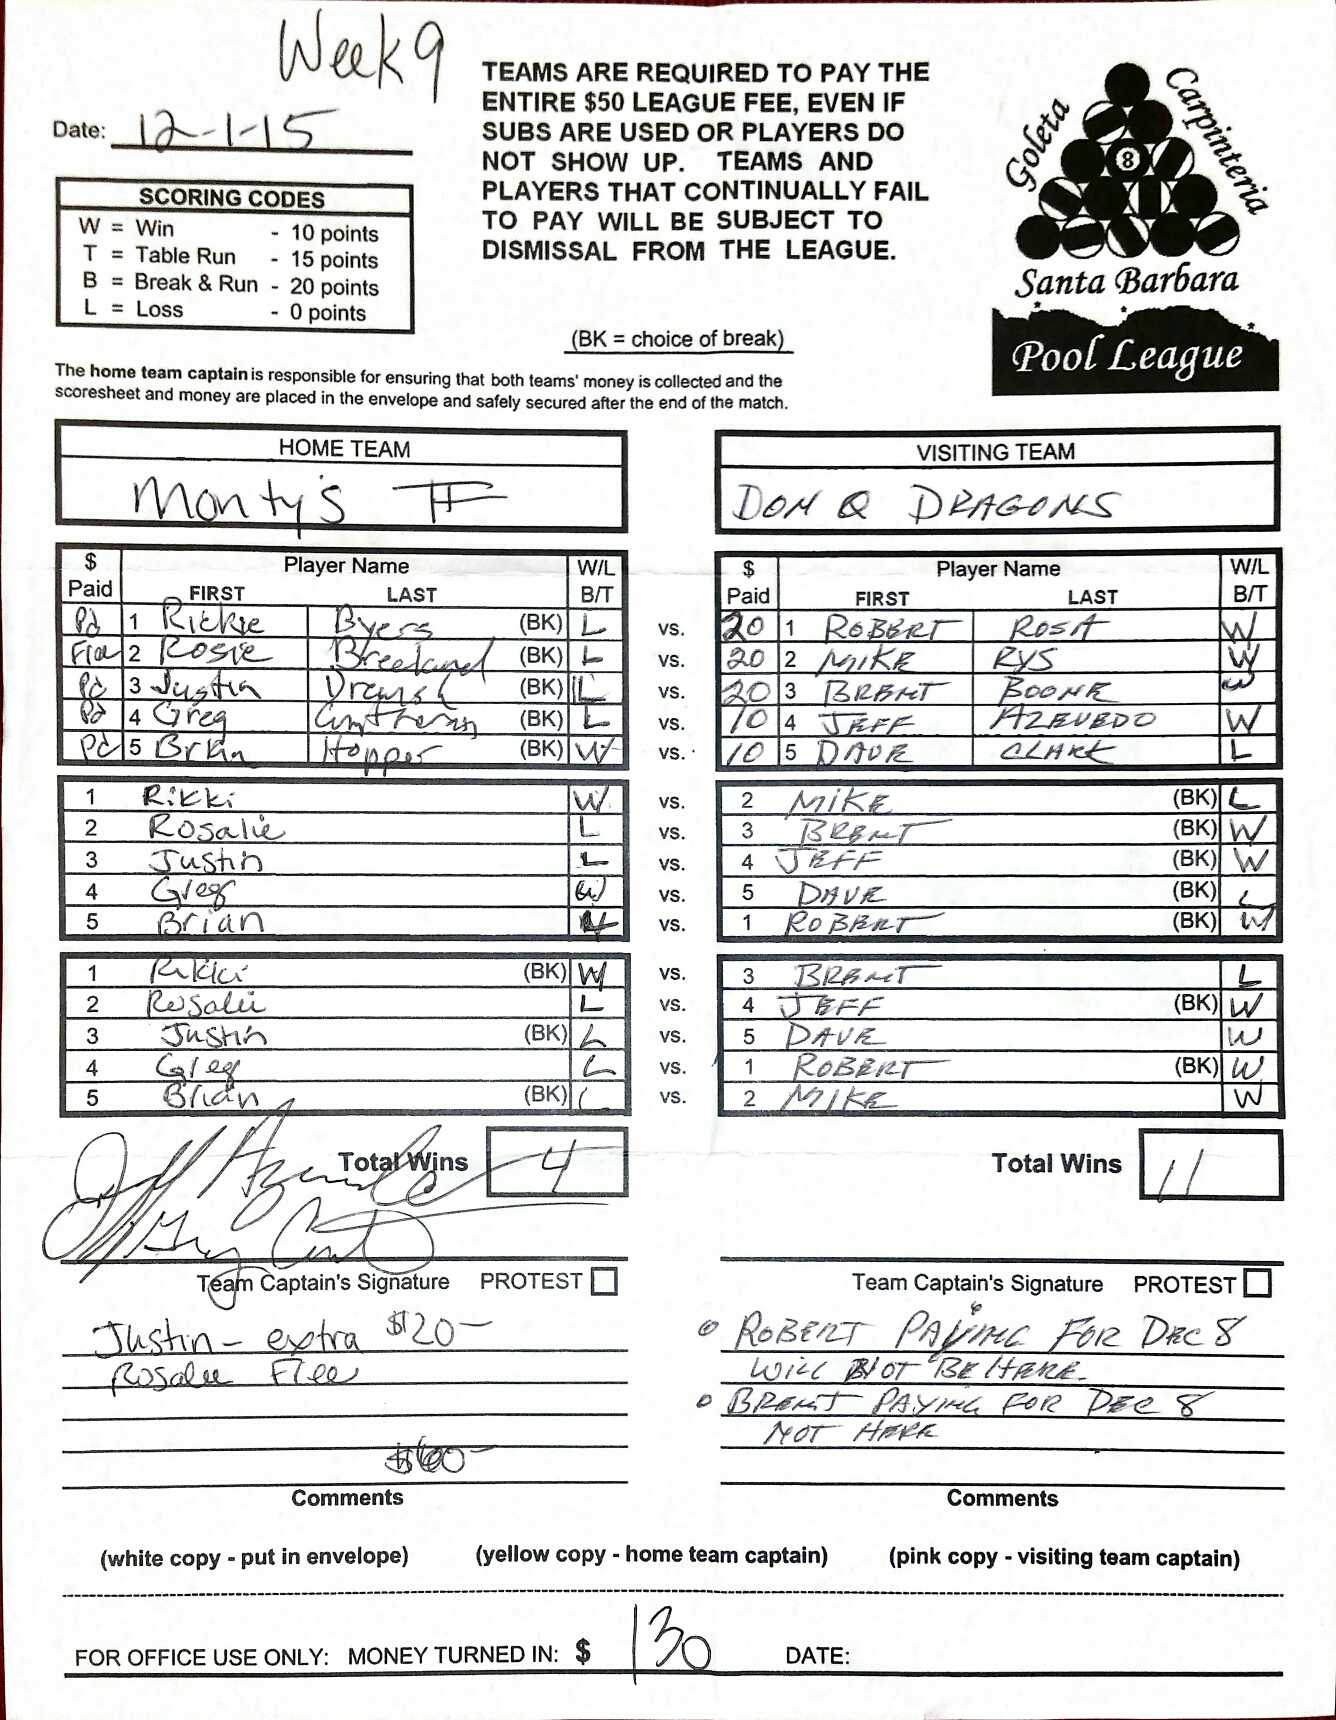 Week 9
Date: 12-1-15
SCORING CODES
W = Win - 10 points
T = Table Run - 15 points
B = Break & Run - 20 points
L = Loss - 0 points
TEAMS ARE REQUIRED TO PAY THE
ENTIRE $50 LEAGUE FEE, EVEN IF
SUBS ARE USED OR PLAYERS DO
NOT SHOW UP. TEAMS AND
PLAYERS THAT CONTINUALLY FAIL
TO PAY WILL BE SUBJECT TO
DISMISSAL FROM THE LEAGUE.
(BK = choice of break)
Goleta
Carpinteria
8
Santa Barbara
Pool League
The home team captain is responsible for ensuring that both teams' money is collected and the
scoresheet and money are placed in the envelope and safely secured after the end of the match.
HOME TEAM
Monty's TF
VISITING TEAM
DOM Q DRAGONS
$ Paid Player Name FIRST LAST W/L B/T
$ Paid Player Name FIRST LAST W/L B/T
Pd 1 Rickie Byers (BK) L vs. 20 1 ROBERT ROSA W
2 Rosie Breeland (BK) L vs. 20 2 MIKE RYS W
Pd 3 Justin (BK) L vs. 20 3 BRENT BOONE W
Pd 4 Greg (BK) L vs. 10 4 JEFF AZEVEDO W
Pd 5 Brian Hopper (BK) W vs. 10 5 DAVE CLARK L
1 Rikki W vs. 2 MIKE (BK) L
2 Rosalie L vs. 3 BRENT (BK) W
3 Justin L vs. 4 JEFF (BK) W
4 Greg W vs. 5 DAVE (BK) L
5 Brian vs. 1 ROBERT (BK) W
1 Rikki (BK) W vs. 3 BRENT L
2 Rosalie L vs. 4 JEFF (BK) W
3 Justin (BK) L vs. 5 DAVE W
4 Greg L vs. 1 ROBERT (BK) W
5 Brian (BK) L vs. 2 MIKE W
Total Wins 4
Total Wins 11
Team Captain's Signature PROTEST
Team Captain's Signature PROTEST
Justin - extra $20-
Rosalee Free
$60-
Comments
ROBERT PAYING FOR DEC 8
WILL NOT BE HERE.
BRENT PAYING FOR DEC 8
NOT HERE
Comments
(white copy - put in envelope) (yellow copy - home team captain) (pink copy - visiting team captain)
FOR OFFICE USE ONLY: MONEY TURNED IN: $ 130 DATE: